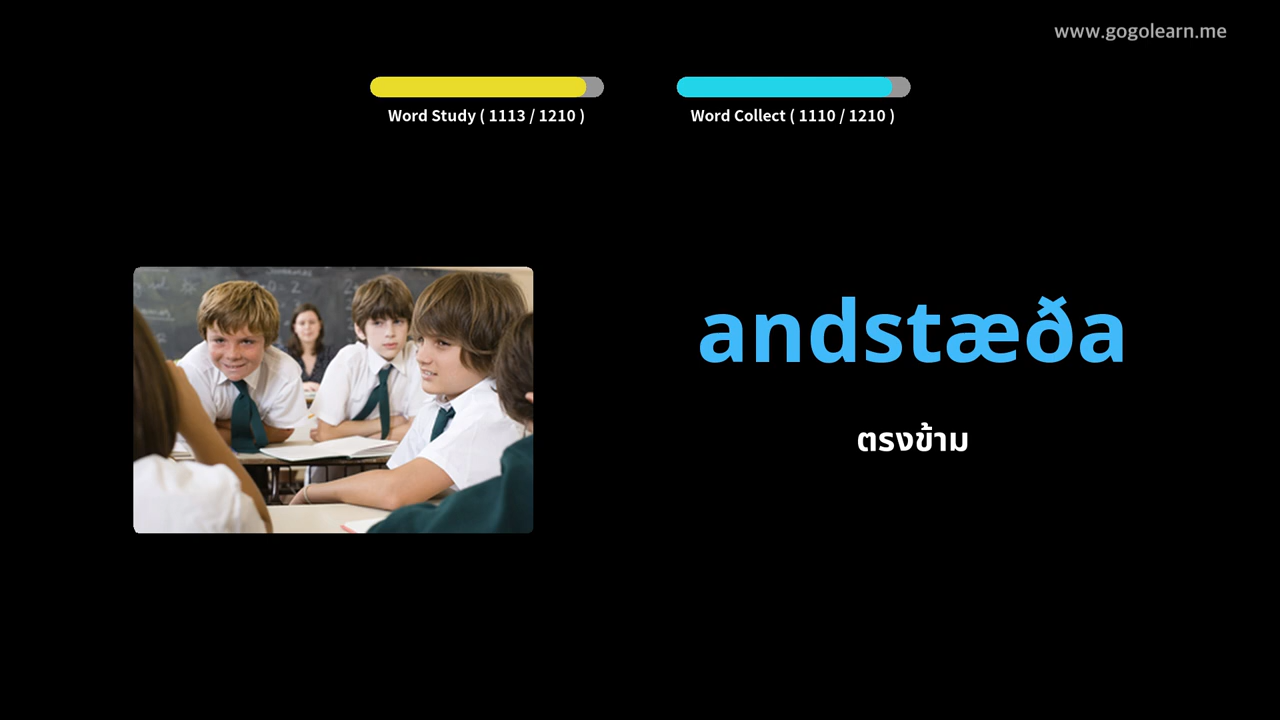 www.gogolearn.me
Word Study ( 1113 / 1210 )
Word Collect ( 1110 / 1210 )
andstæða
ตรงข้าม